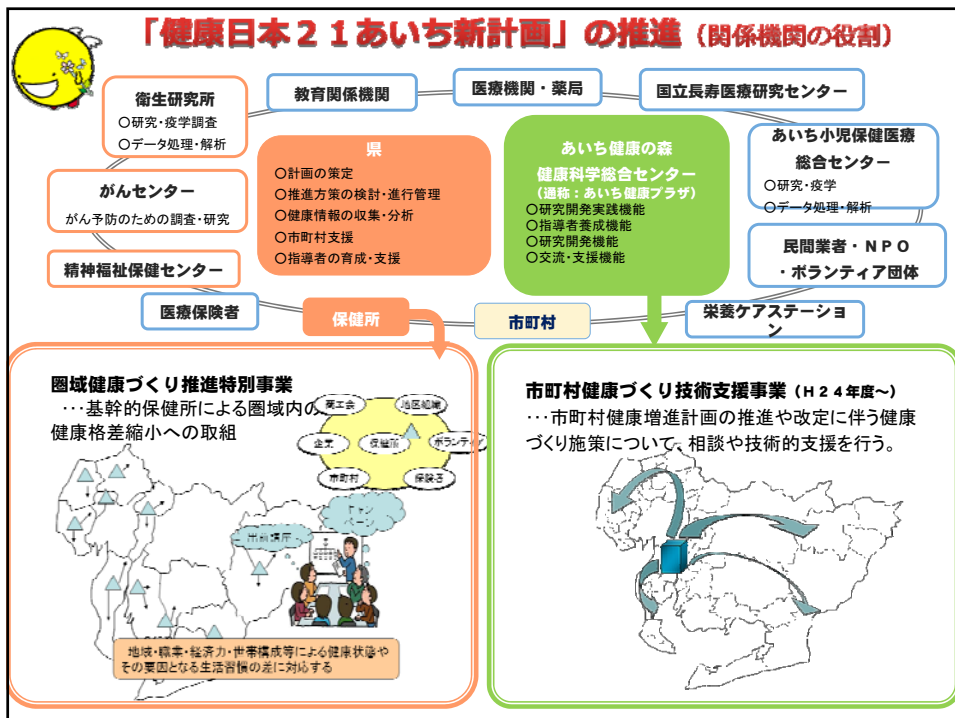 「健康日本２１あいち新計画」の推進（関係機関の役割）
衛生研究所
○研究・疫学調査
○データ処理・解析
教育関係機関
医療機関・薬局
国立長寿医療研究センター
がんセンター
がん予防のための調査・研究
県
○計画の策定
○推進方策の検討・進行管理
○健康情報の収集・分析
○市町村支援
○指導者の育成・支援
あいち健康の森
健康科学総合センター
（通称：あいち健康プラザ）
○研究開発実践機能
○指導者養成機能
○研究開発機能
○交流・支援機能
あいち小児保健医療
総合センター
○研究・疫学
○データ処理・解析
精神福祉保健センター
民間業者・ＮＰＯ
・ボランティア団体
医療保険者
保健所
市町村
栄養ケアステーショ
ン
圏域健康づくり推進特別事業
･･･基幹的保健所による圏域内の
健康格差縮小への取組
商工会
地区組織
企業
保健所
ボランティア
市町村
保険者
キャン
ペーン
出前講座
地域・職業・経済力・世帯構成等による健康状態や
その要因となる生活習慣の差に対応する
市町村健康づくり技術支援事業（Ｈ２４年度～）
･･･市町村健康増進計画の推進や改定に伴う健康
づくり施策について、相談や技術的支援を行う。